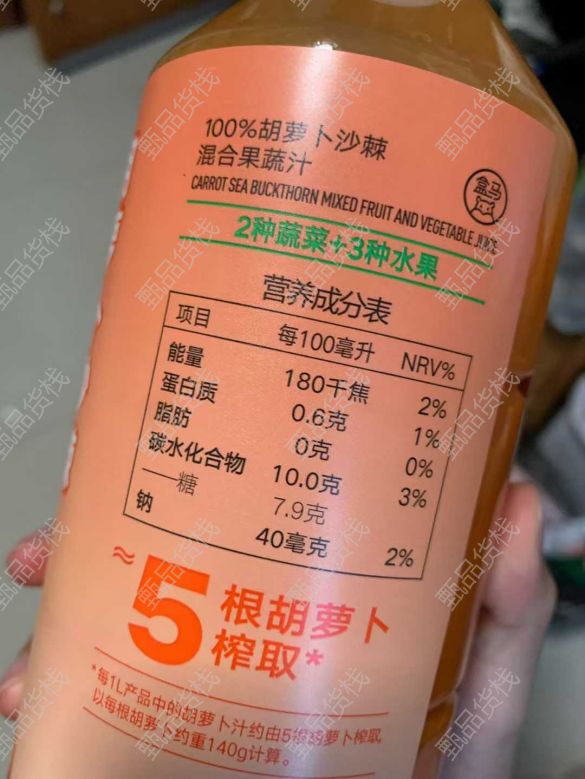 100%胡萝卜沙棘
混合果蔬汁
CARROT SEA BUCKTHORN MIXED FRUIT AND VEGETABLE JUICE
盒马
2种蔬菜+3种水果
营养成分表
项目 每100毫升 NRV%
能量 180千焦 2%
蛋白质 0.6克 1%
脂肪 0克 0%
碳水化合物 10.0克 3%
——糖 7.9克
钠 40毫克 2%
≈5根胡萝卜
榨取*
*每1L产品中的胡萝卜汁约由5根胡萝卜榨取,
以每根胡萝卜约重140g计算。
甄品货栈